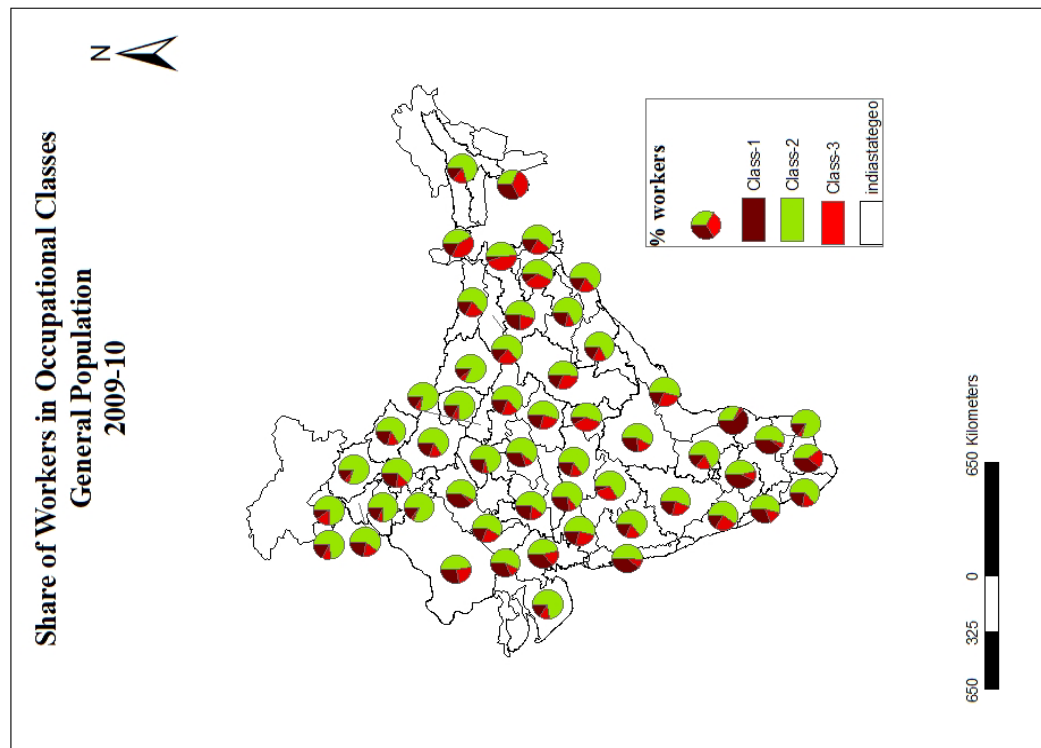 Share of Workers in Occupational Classes
General Population
2009-10
N
% workers
Class-1
Class-2
Class-3
indiastategeo
650 325 0 650 Kilometers